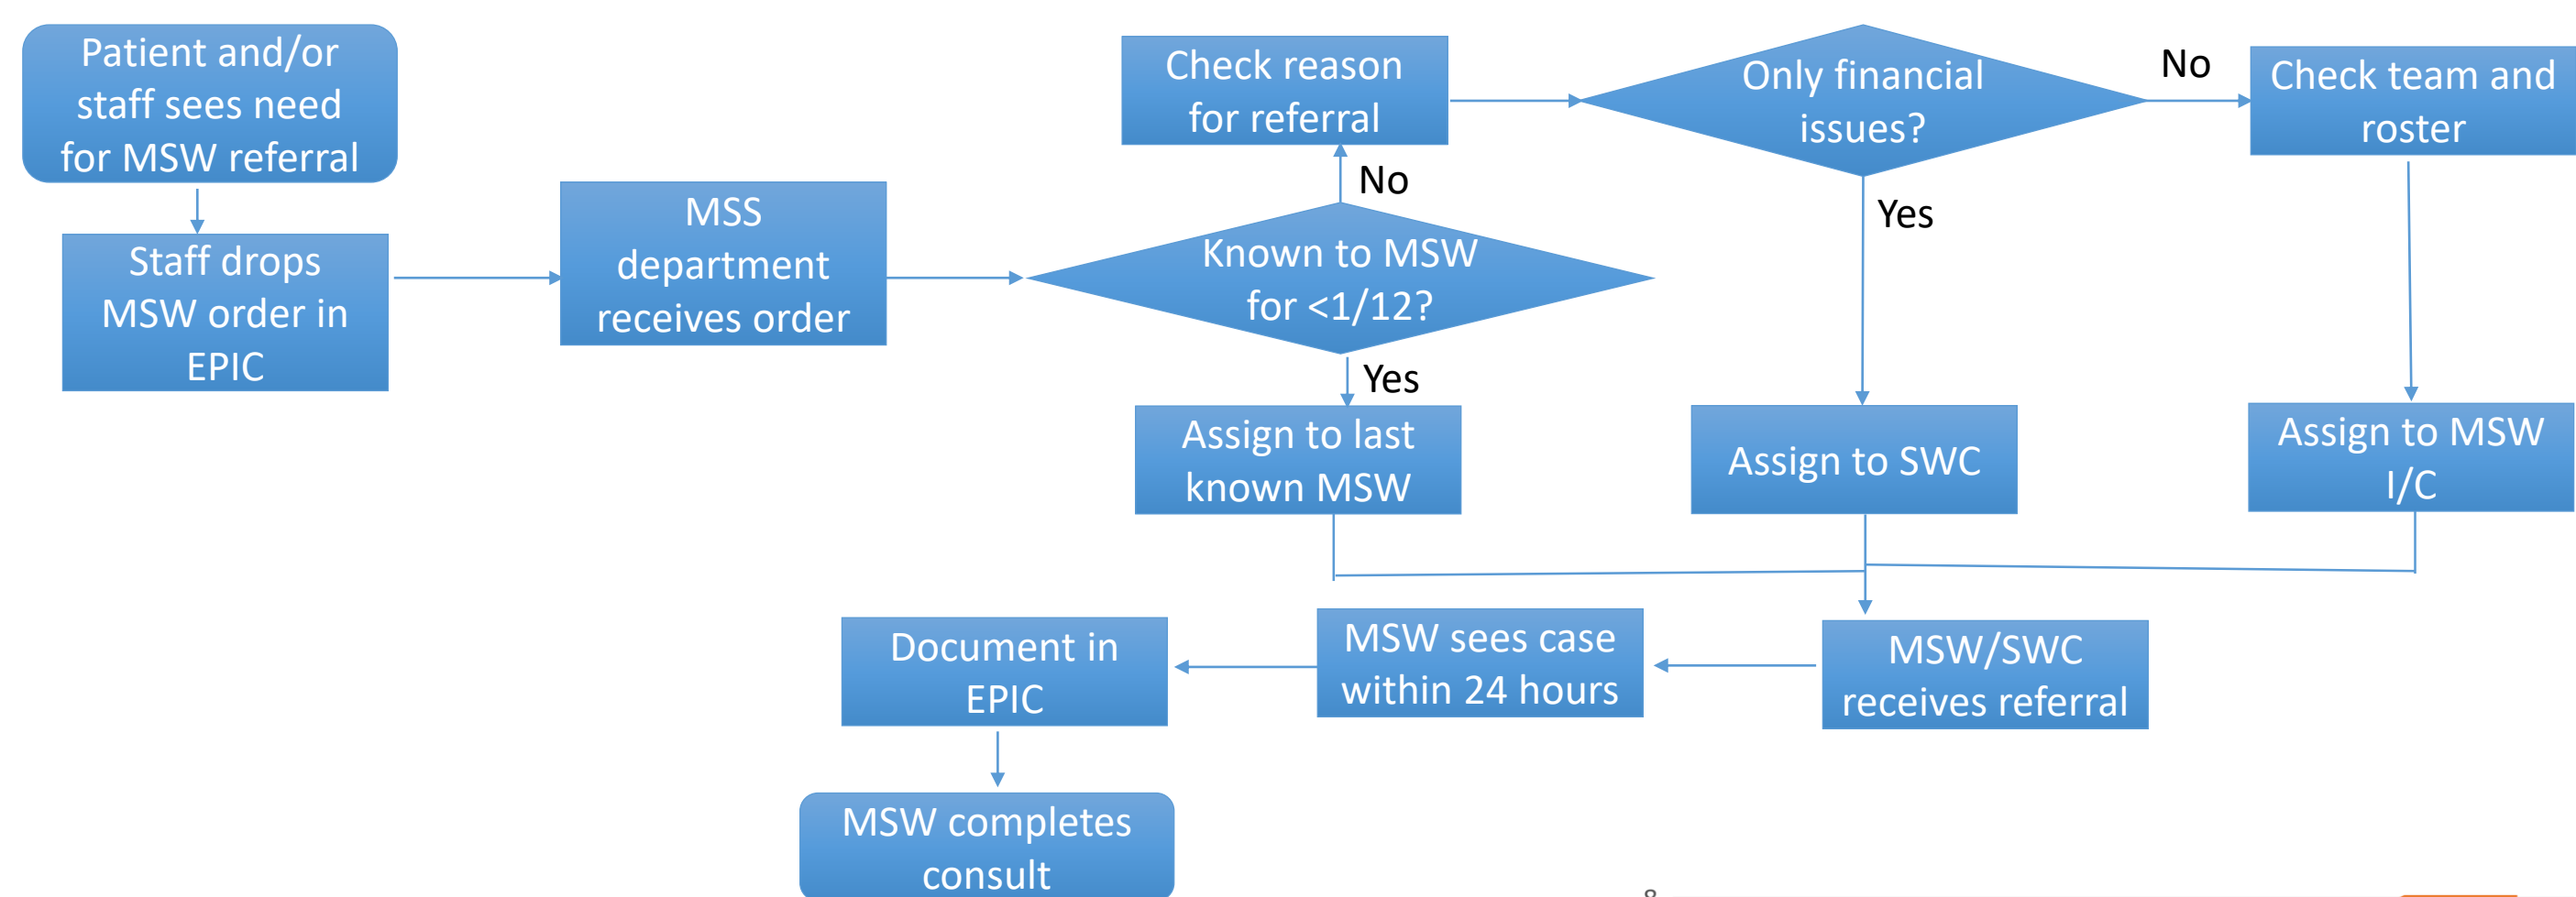 Patient and/or
staff sees need
for MSW referral
Staff drops
MSW order in
EPIC
MSS
department
receives order
Known to MSW
for <1/12?
No
Yes
Check reason
for referral
Only financial
issues?
No
Yes
Check team and
roster
Assign to last
known MSW
Assign to SWC
Assign to MSW
I/C
MSW/SWC
receives referral
MSW sees case
within 24 hours
Document in
EPIC
MSW completes
consult